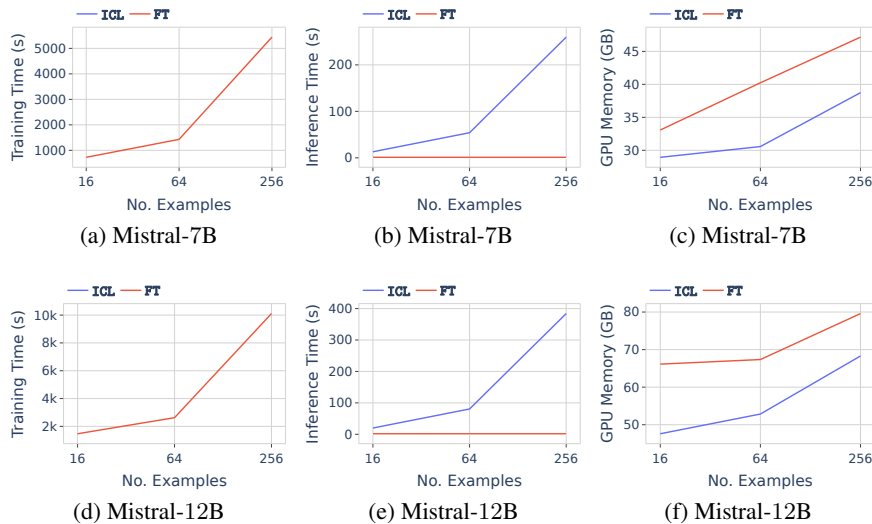 ICL FT
Training Time (s)
5000
4000
3000
2000
1000
16 64 256
No. Examples
(a) Mistral-7B
ICL FT
Inference Time (s)
200
100
0
16 64 256
No. Examples
(b) Mistral-7B
ICL FT
GPU Memory (GB)
45
40
35
30
16 64 256
No. Examples
(c) Mistral-7B
ICL FT
Training Time (s)
10k
8k
6k
4k
2k
16 64 256
No. Examples
(d) Mistral-12B
ICL FT
Inference Time (s)
400
300
200
100
0
16 64 256
No. Examples
(e) Mistral-12B
ICL FT
GPU Memory (GB)
80
70
60
50
16 64 256
No. Examples
(f) Mistral-12B